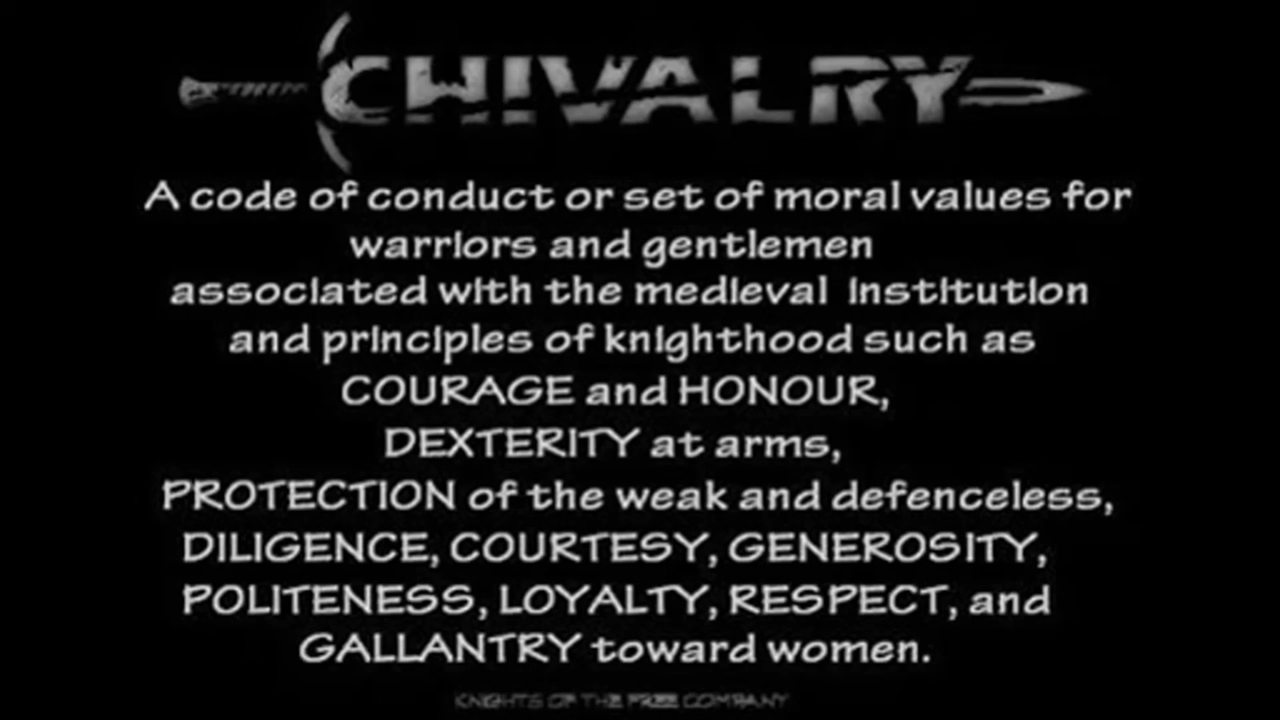 CHIVALRY
A code of conduct or set of moral values for
warriors and gentlemen
associated with the medieval institution
and principles of knighthood such as
COURAGE and HONOUR,
DEXTERITY at arms,
PROTECTION of the weak and defenceless,
DILIGENCE, COURTESY, GENEROSITY,
POLITENESS, LOYALTY, RESPECT, and
GALLANTRY toward women.
KNIGHTS OF THE FREE COMPANY